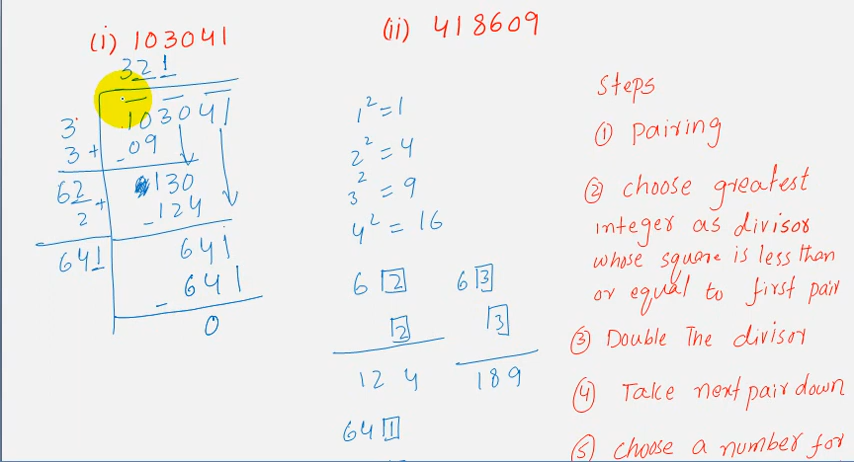 (i) 103041
(ii) 418609
321
3
103041
3+
-09
62
130
2+
-124
641
641
-641
0
1²=1
2²=4
3²=9
4²=16
6 2
2
124
6 3
3
189
64 1
Steps
① Pairing
② choose greatest
integer as divisor
whose square is less than
or equal to first pair
③ Double The divisor
④ Take next pair down
⑤ choose a number for